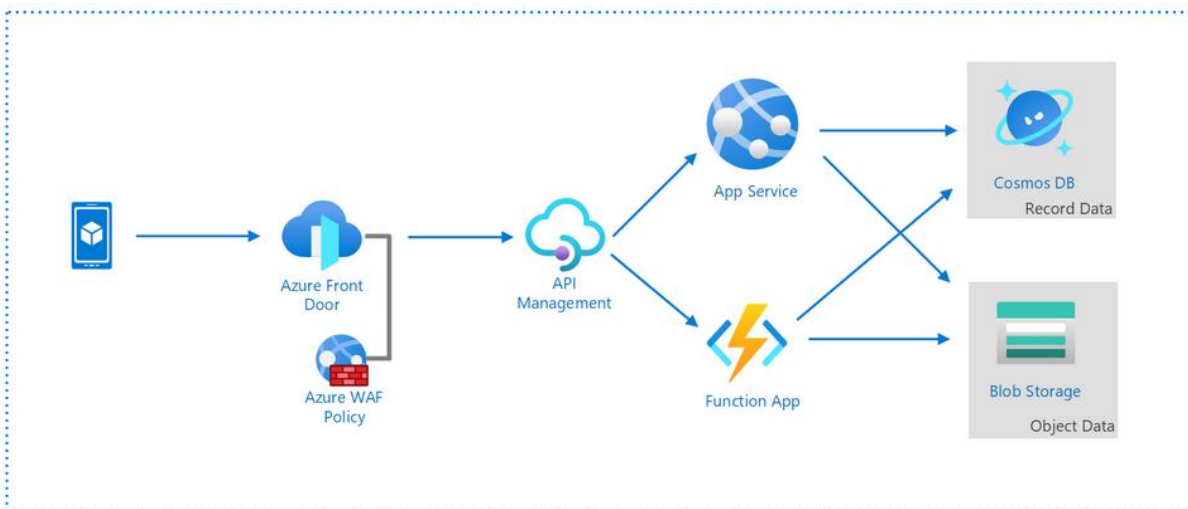 Azure Front
Door
Azure WAF
Policy
API
Management
App Service
Function App
Cosmos DB
Record Data
Blob Storage
Object Data